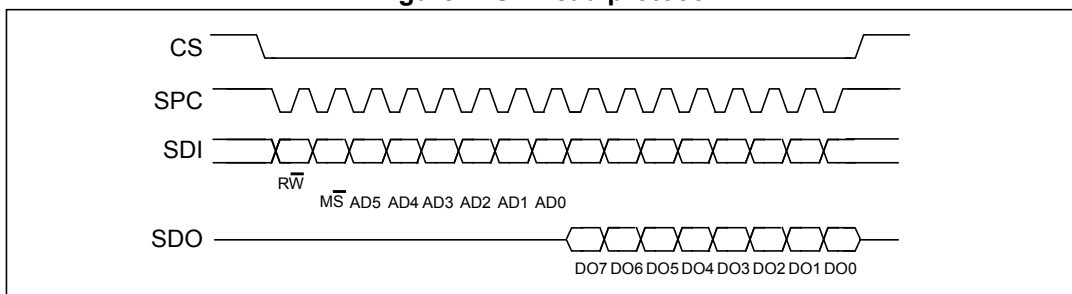 CS
SPC
SDI
RW̅
MS̅ AD5 AD4 AD3 AD2 AD1 AD0
SDO
DO7 DO6 DO5 DO4 DO3 DO2 DO1 DO0